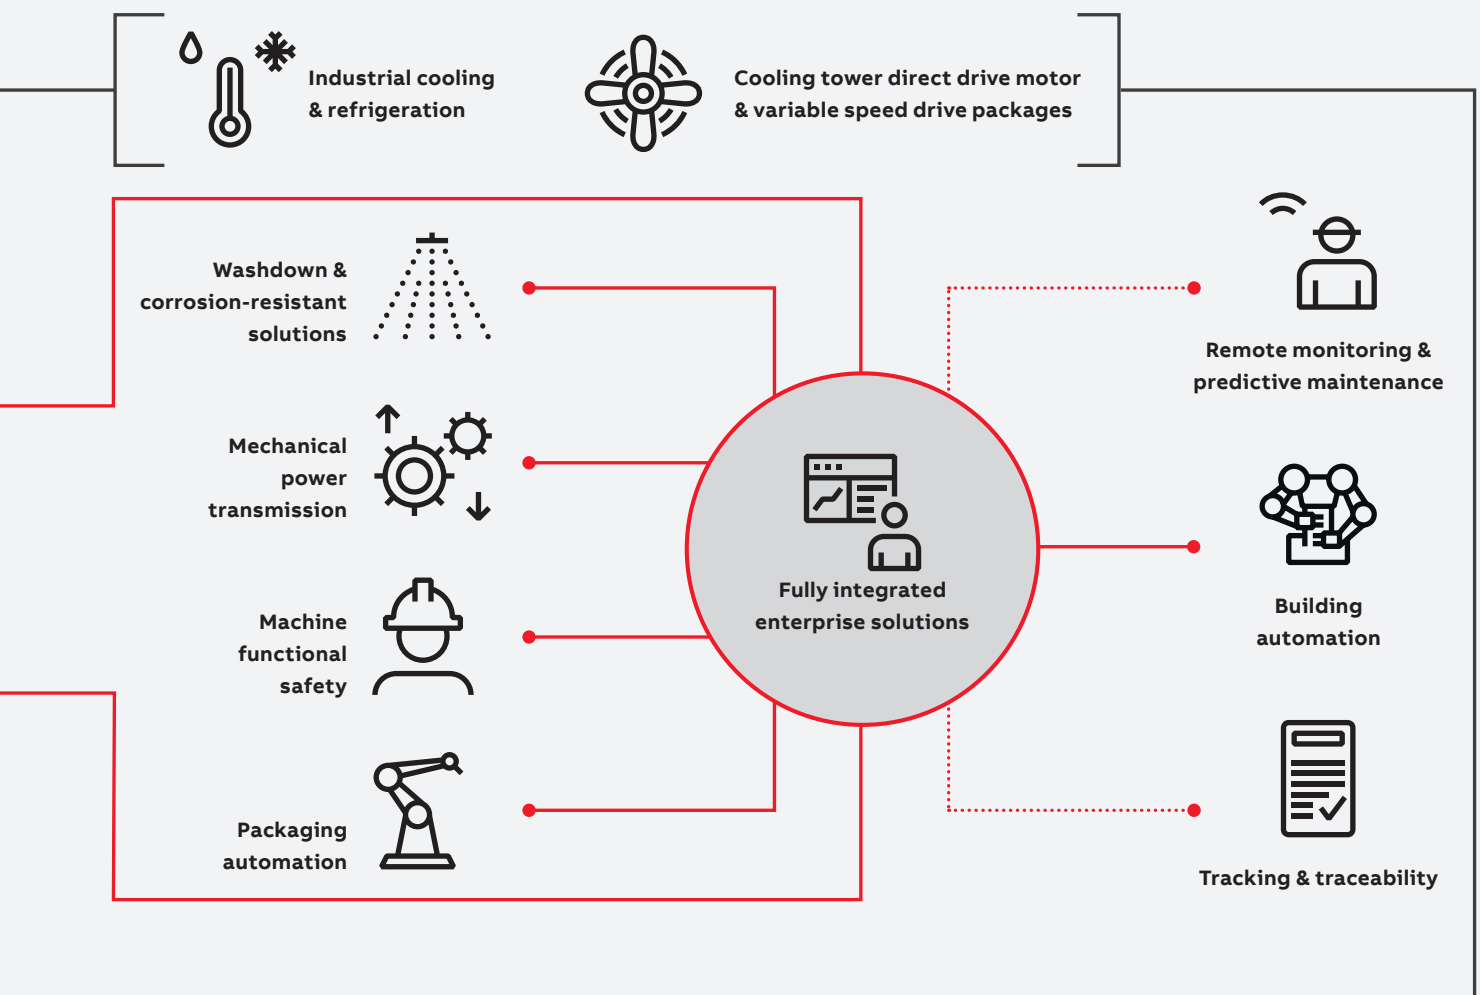 Industrial cooling
& refrigeration
Cooling tower direct drive motor
& variable speed drive packages
Washdown &
corrosion-resistant
solutions
Mechanical
power
transmission
Machine
functional
safety
Packaging
automation
Fully integrated
enterprise solutions
Remote monitoring &
predictive maintenance
Building
automation
Tracking & traceability